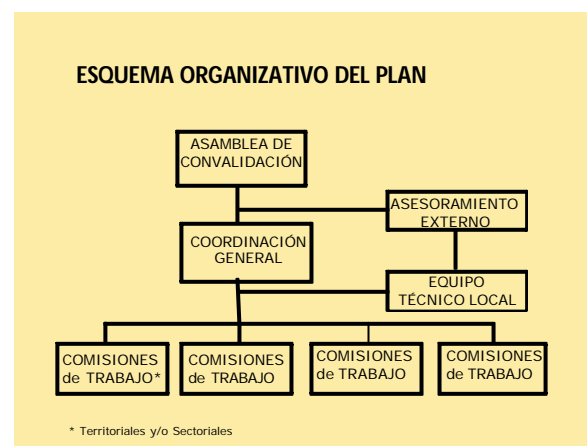 ESQUEMA ORGANIZATIVO DEL PLAN
ASAMBLEA DE
CONVALIDACIÓN
ASESORAMIENTO
EXTERNO
COORDINACIÓN
GENERAL
EQUIPO
TÉCNICO LOCAL
COMISIONES
de TRABAJO*
COMISIONES
de TRABAJO
COMISIONES
de TRABAJO
COMISIONES
de TRABAJO
* Territoriales y/o Sectoriales